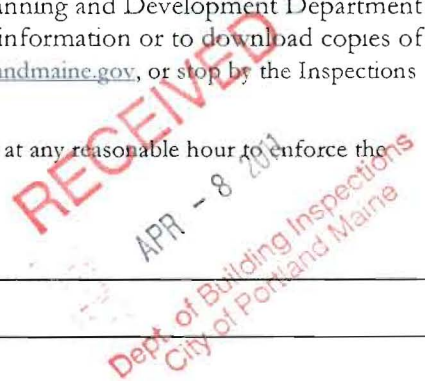 anning and Development Department
information or to download copies of
andmaine.gov, or stop by the Inspections
at any reasonable hour to enforce the
RECEIVED
APR - 8 2011
Dept. of Building Inspections
City of Portland Maine